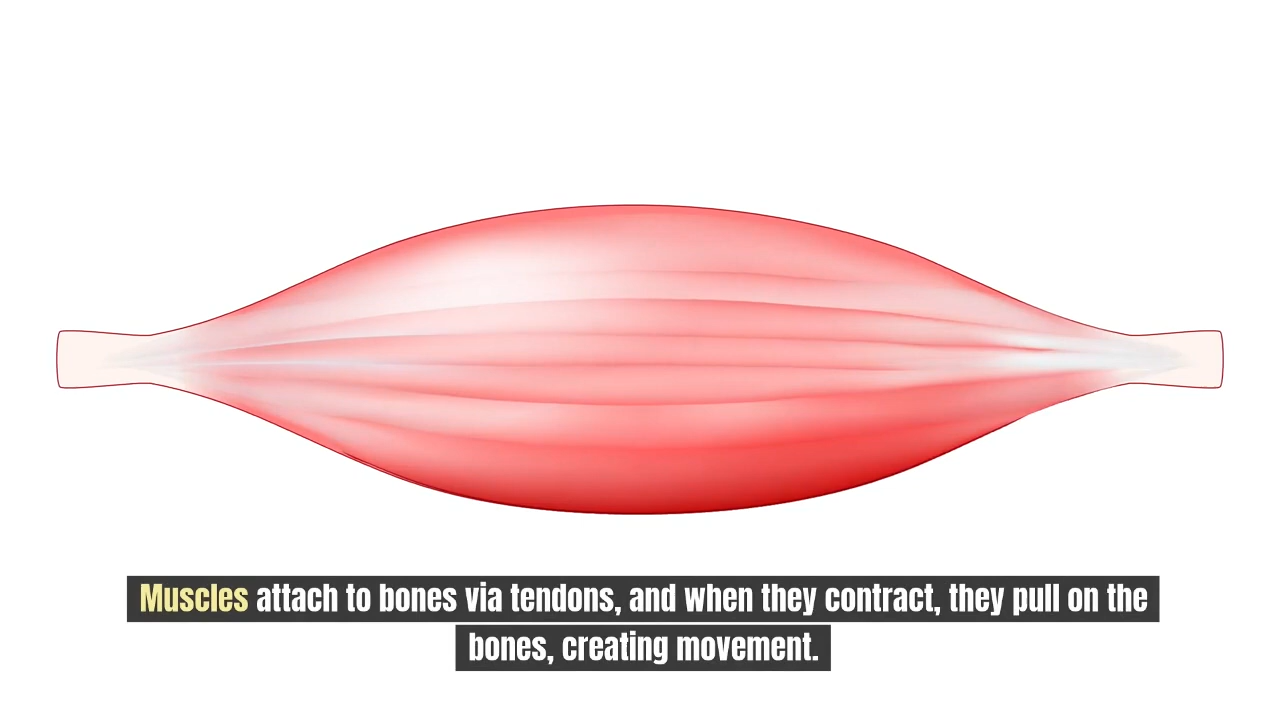 Muscles attach to bones via tendons, and when they contract, they pull on the
bones, creating movement.